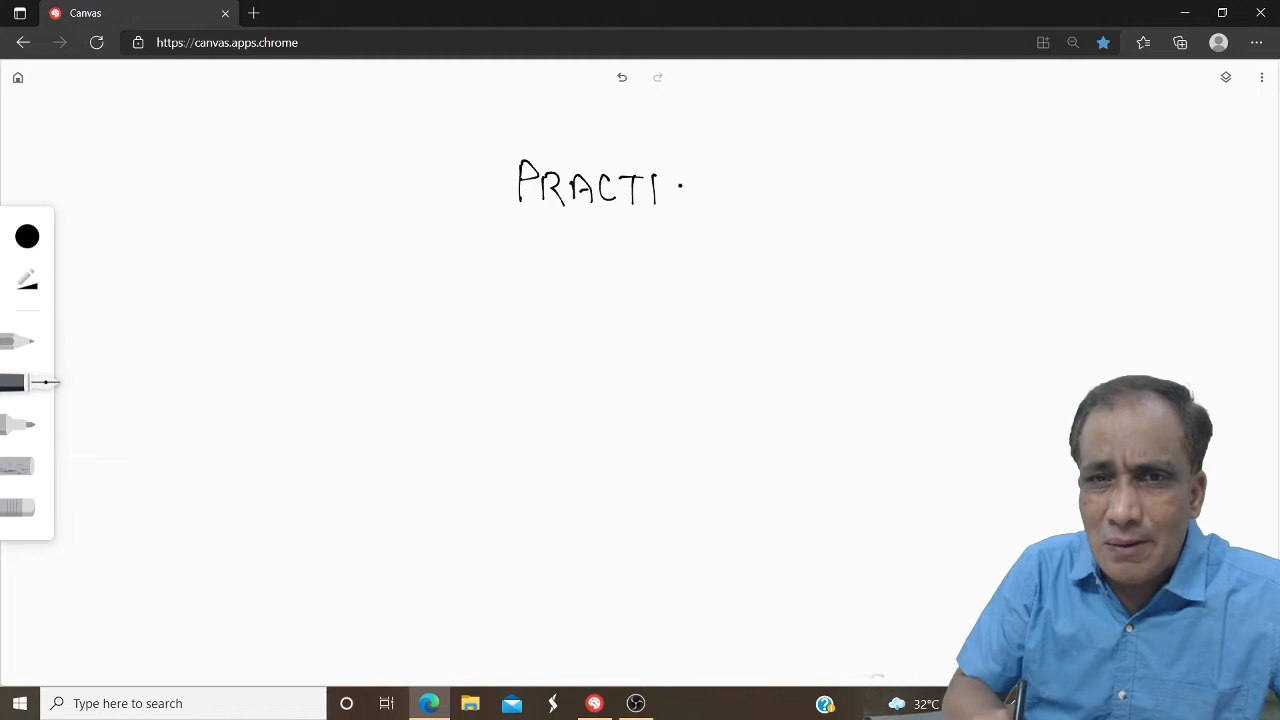 Canvas
https://canvas.apps.chrome
PRACTI
Type here to search
32°C